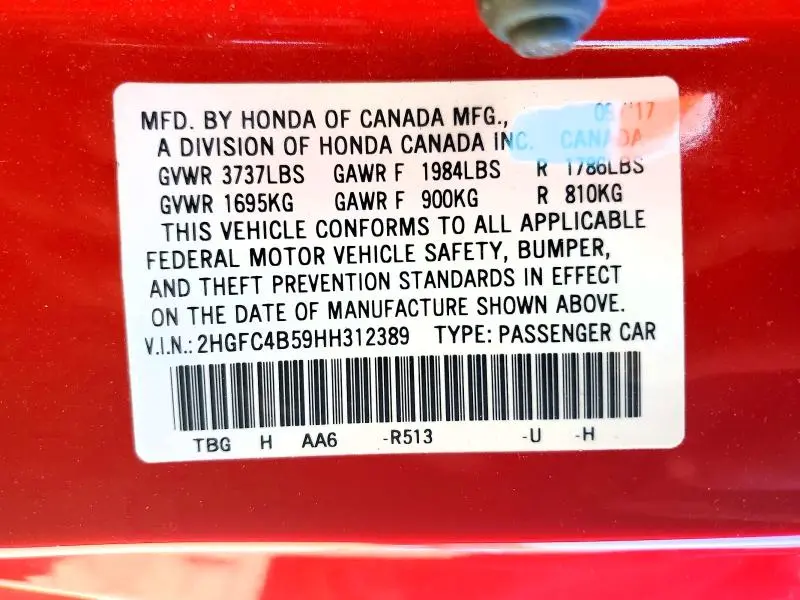 MFD. BY HONDA OF CANADA MFG.,
A DIVISION OF HONDA CANADA INC. CANADA
GVWR 3737LBS GAWR F 1984LBS R 1786LBS
GVWR 1695KG GAWR F 900KG R 810KG
THIS VEHICLE CONFORMS TO ALL APPLICABLE
FEDERAL MOTOR VEHICLE SAFETY, BUMPER,
AND THEFT PREVENTION STANDARDS IN EFFECT
ON THE DATE OF MANUFACTURE SHOWN ABOVE.
V.I.N.: 2HGFC4B59HH312389 TYPE: PASSENGER CAR
TBG H AA6 -R513 -U -H